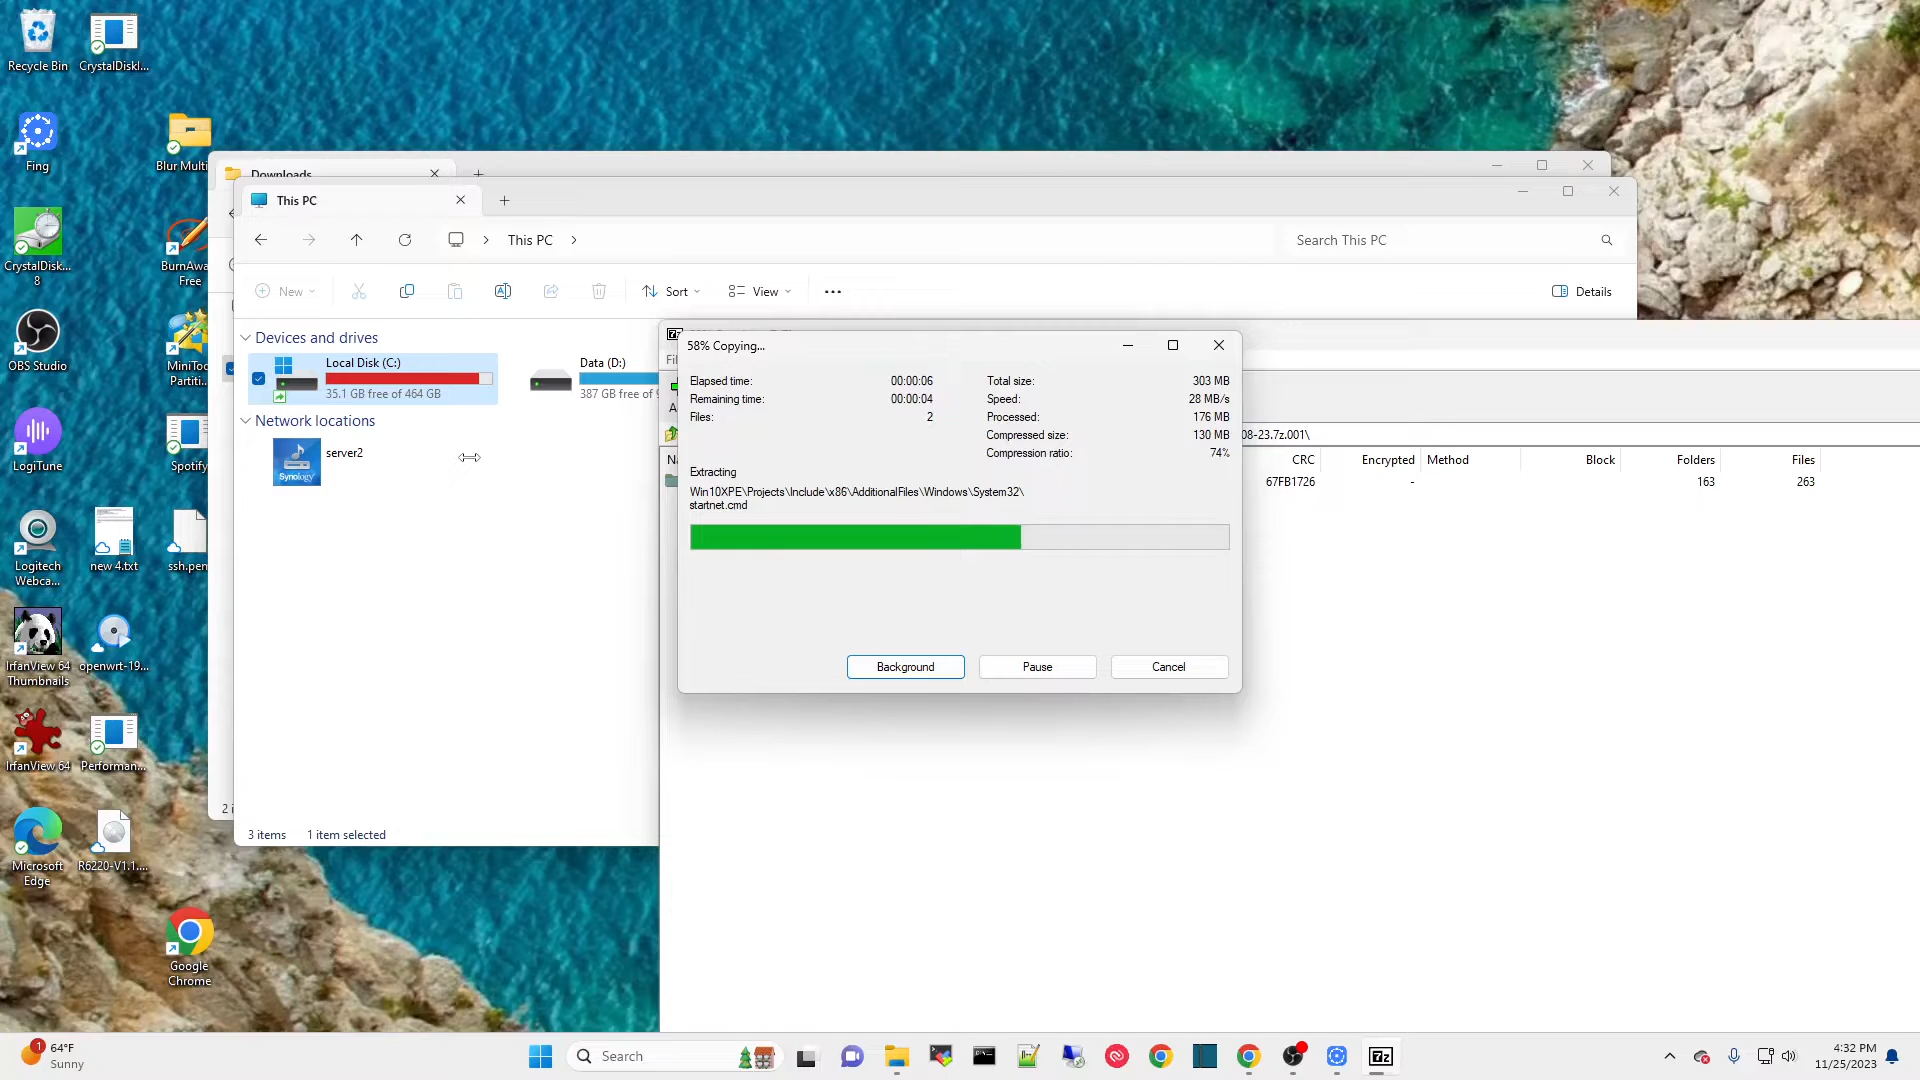 Recycle Bin
CrystalDiskI...
Fing
Blur Multi
CrystalDisk...
8
BurnAwa
Free
OBS Studio
MiniToo
Partiti...
LogiTune
Spotify
Logitech
Webca...
new 4.txt
ssh.pem
IrfanView 64
Thumbnails
openwrt-19...
IrfanView 64
Performan...
Microsoft
Edge
R6220-V1.1....
Google
Chrome
Downloads
This PC
This PC
Search This PC
New
Sort
View
Details
Devices and drives
Local Disk (C:)
35.1 GB free of 464 GB
Data (D:)
387 GB free of 9
Network locations
server2
Synology
2 i
3 items
1 item selected
58% Copying...
Elapsed time:
00:00:06
Total size:
303 MB
Remaining time:
00:00:04
Speed:
28 MB/s
Files:
2
Processed:
176 MB
Compressed size:
130 MB
Compression ratio:
74%
Extracting
Win10XPE\Projects\Include\x86\AdditionalFiles\Windows\System32\
startnet.cmd
Background
Pause
Cancel
08-23.7z.001\
CRC
Encrypted
Method
Block
Folders
Files
67FB1726
-
163
263
1
64°F
Sunny
Search
7z
4:32 PM
11/25/2023